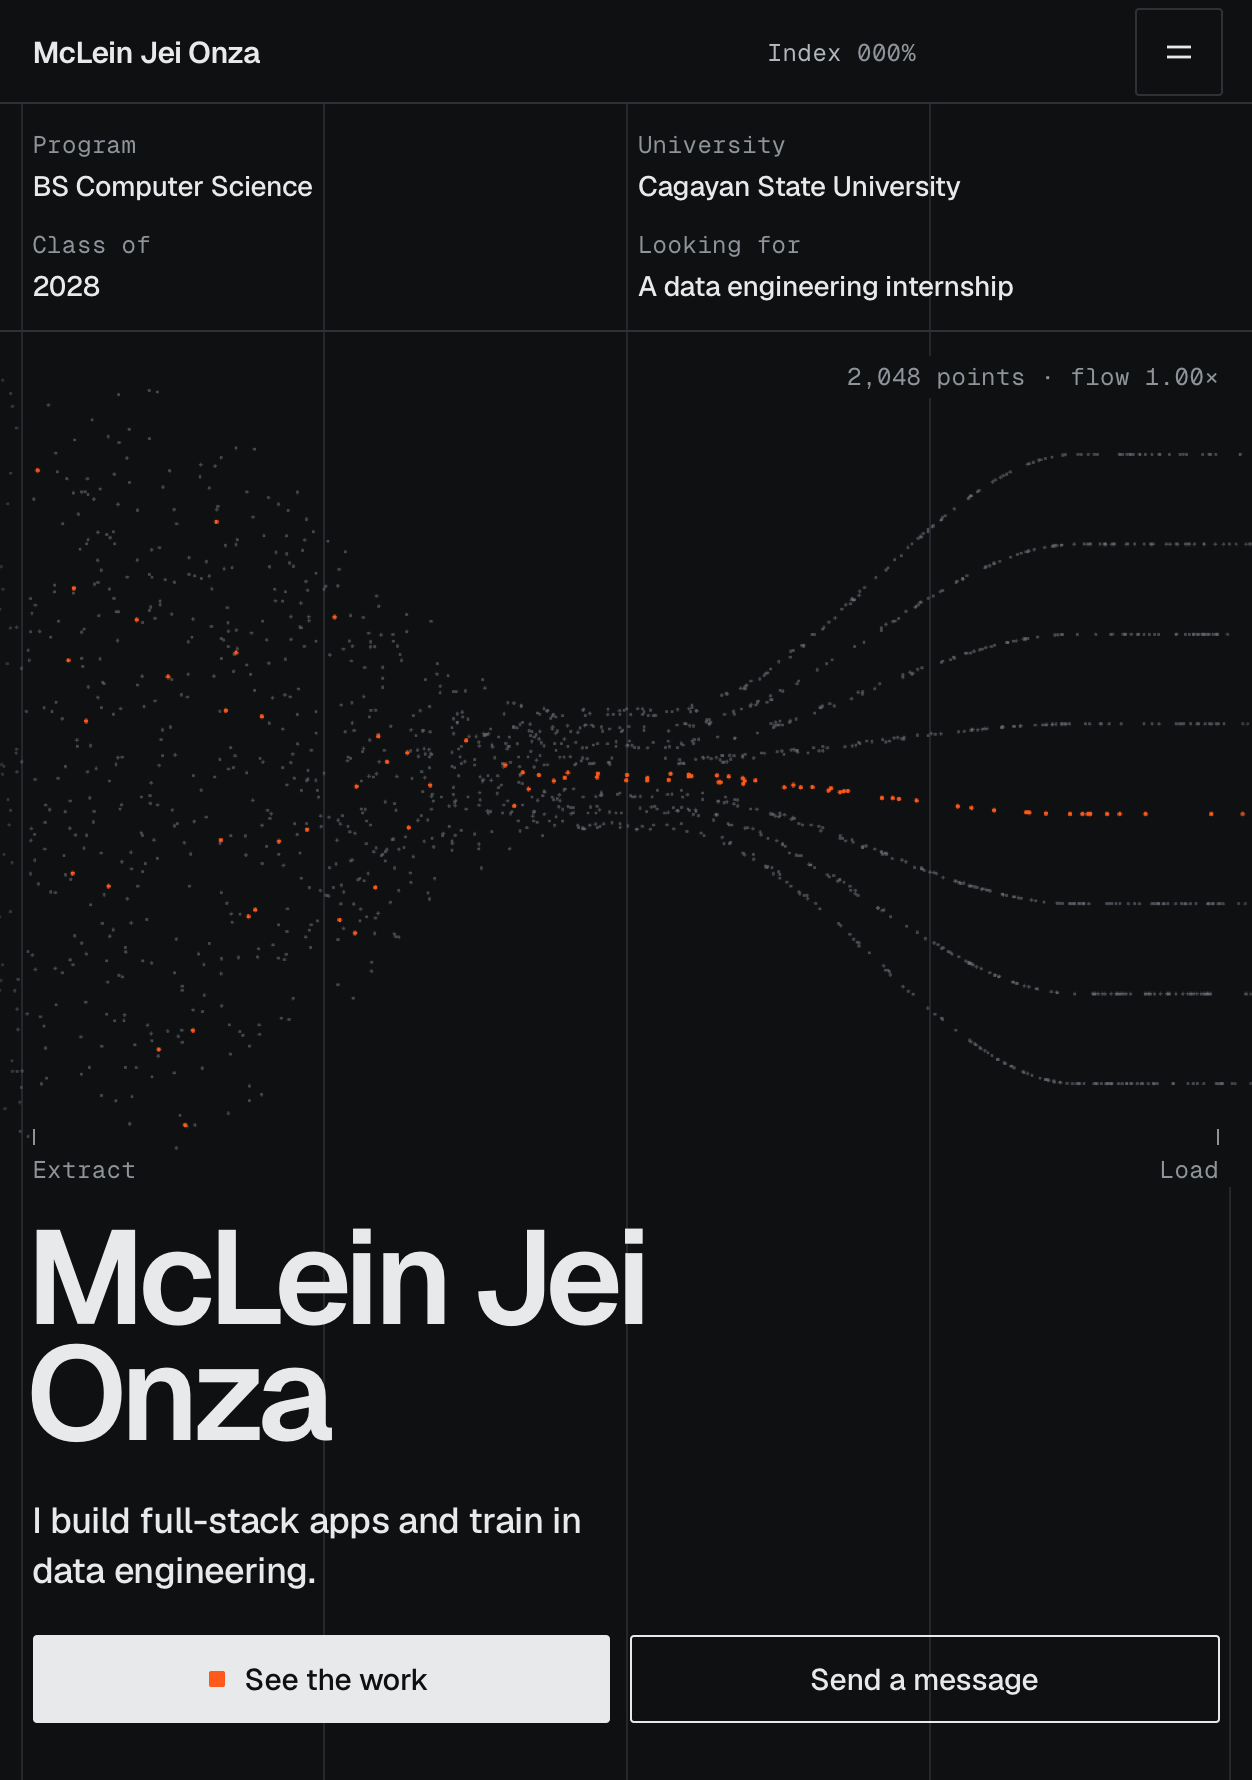 McLein Jei Onza
Index 000%
Program
BS Computer Science
University
Cagayan State University
Class of
2028
Looking for
A data engineering internship
2,048 points · flow 1.00×
Extract
Load
McLein Jei
Onza
I build full-stack apps and train in
data engineering.
See the work
Send a message